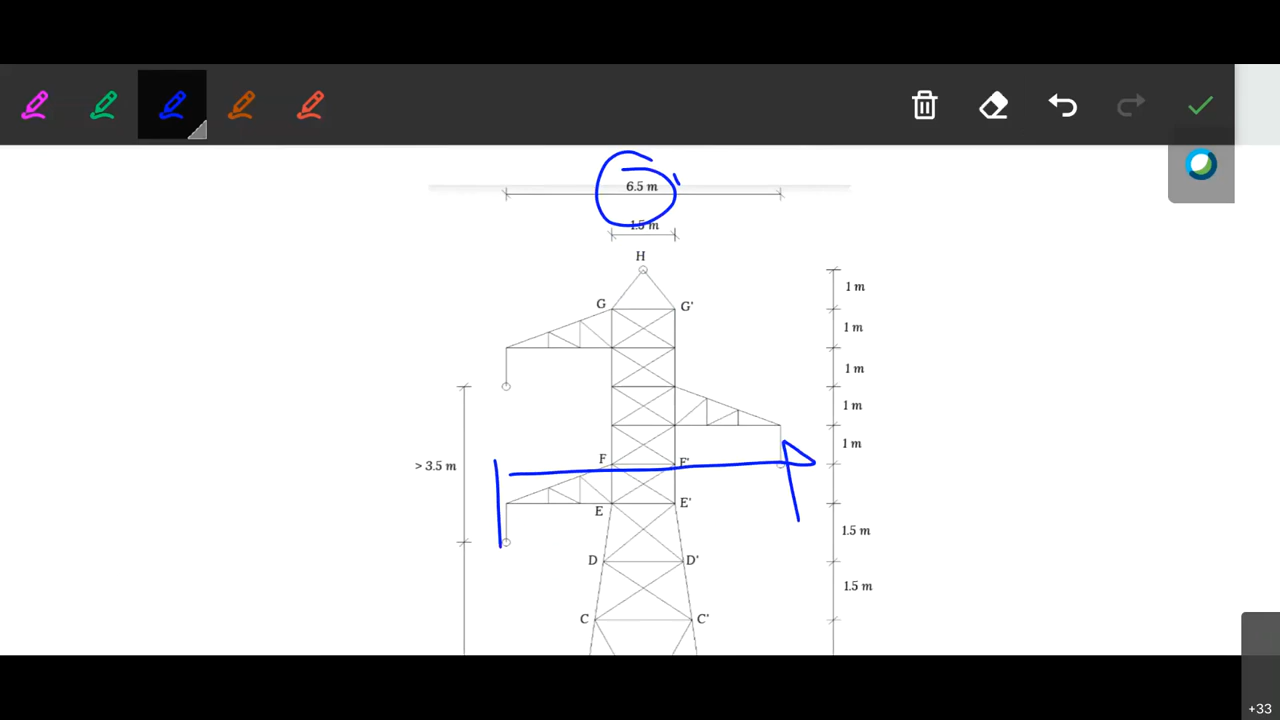 6.5 m
1.5 m
H
1 m
G G'
1 m
1 m
1 m
1 m
F F'
> 3.5 m
E E'
1.5 m
D D'
1.5 m
C C'
+33